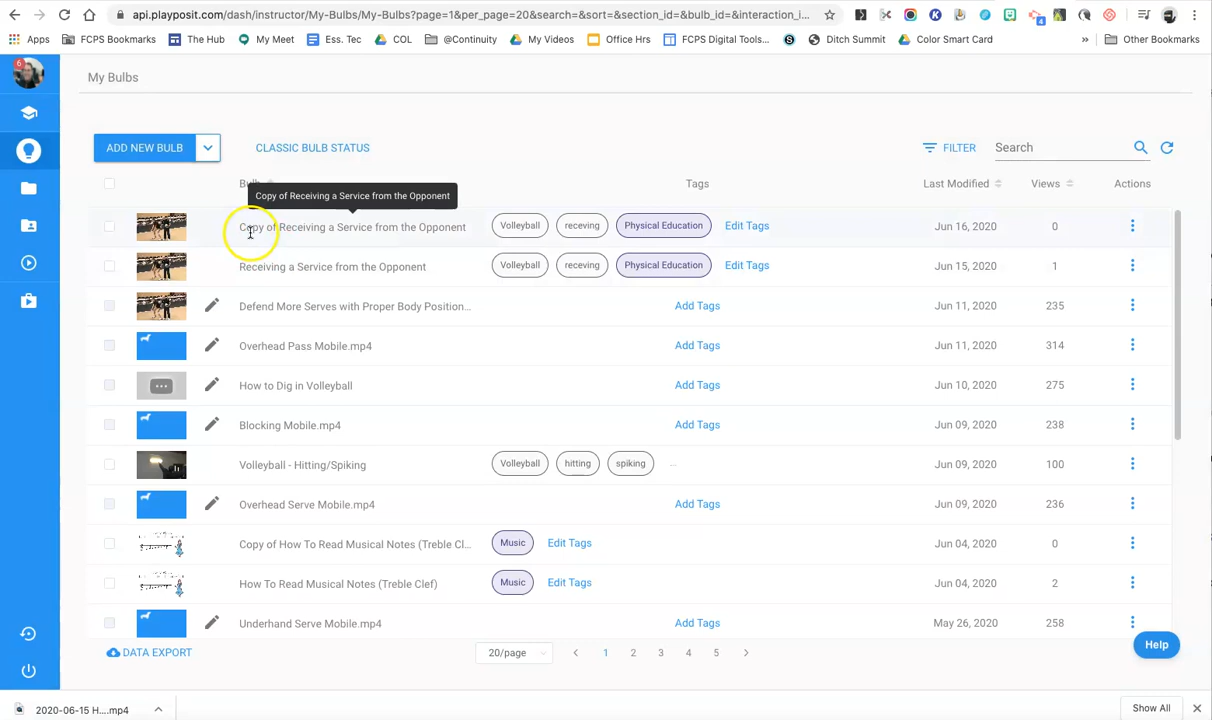 api.playposit.com/dash/instructor/My-Bulbs/My-Bulbs?page=1&per_page=20&search=&sort=&section_id=&bulb_id=&interaction_i...
4
Apps FCPS Bookmarks The Hub My Meet Ess. Tec COL @Continuity My Videos Office Hrs FCPS Digital Tools... Ditch Summit Color Smart Card » Other Bookmarks
6
My Bulbs
ADD NEW BULB CLASSIC BULB STATUS FILTER Search
Bulb Tags Last Modified Views Actions
Copy of Receiving a Service from the Opponent
Copy of Receiving a Service from the Opponent Volleyball receving Physical Education Edit Tags Jun 16, 2020 0
Receiving a Service from the Opponent Volleyball receving Physical Education Edit Tags Jun 15, 2020 1
Defend More Serves with Proper Body Position... Add Tags Jun 11, 2020 235
Overhead Pass Mobile.mp4 Add Tags Jun 11, 2020 314
How to Dig in Volleyball Add Tags Jun 10, 2020 275
Blocking Mobile.mp4 Add Tags Jun 09, 2020 238
Volleyball - Hitting/Spiking Volleyball hitting spiking ... Jun 09, 2020 100
Overhead Serve Mobile.mp4 Add Tags Jun 09, 2020 236
Copy of How To Read Musical Notes (Treble Cl... Music Edit Tags Jun 04, 2020 0
How To Read Musical Notes (Treble Clef) Music Edit Tags Jun 04, 2020 2
Underhand Serve Mobile.mp4 Add Tags May 26, 2020 258
DATA EXPORT 20/page < 1 2 3 4 5 > Help
2020-06-15 H....mp4 Show All